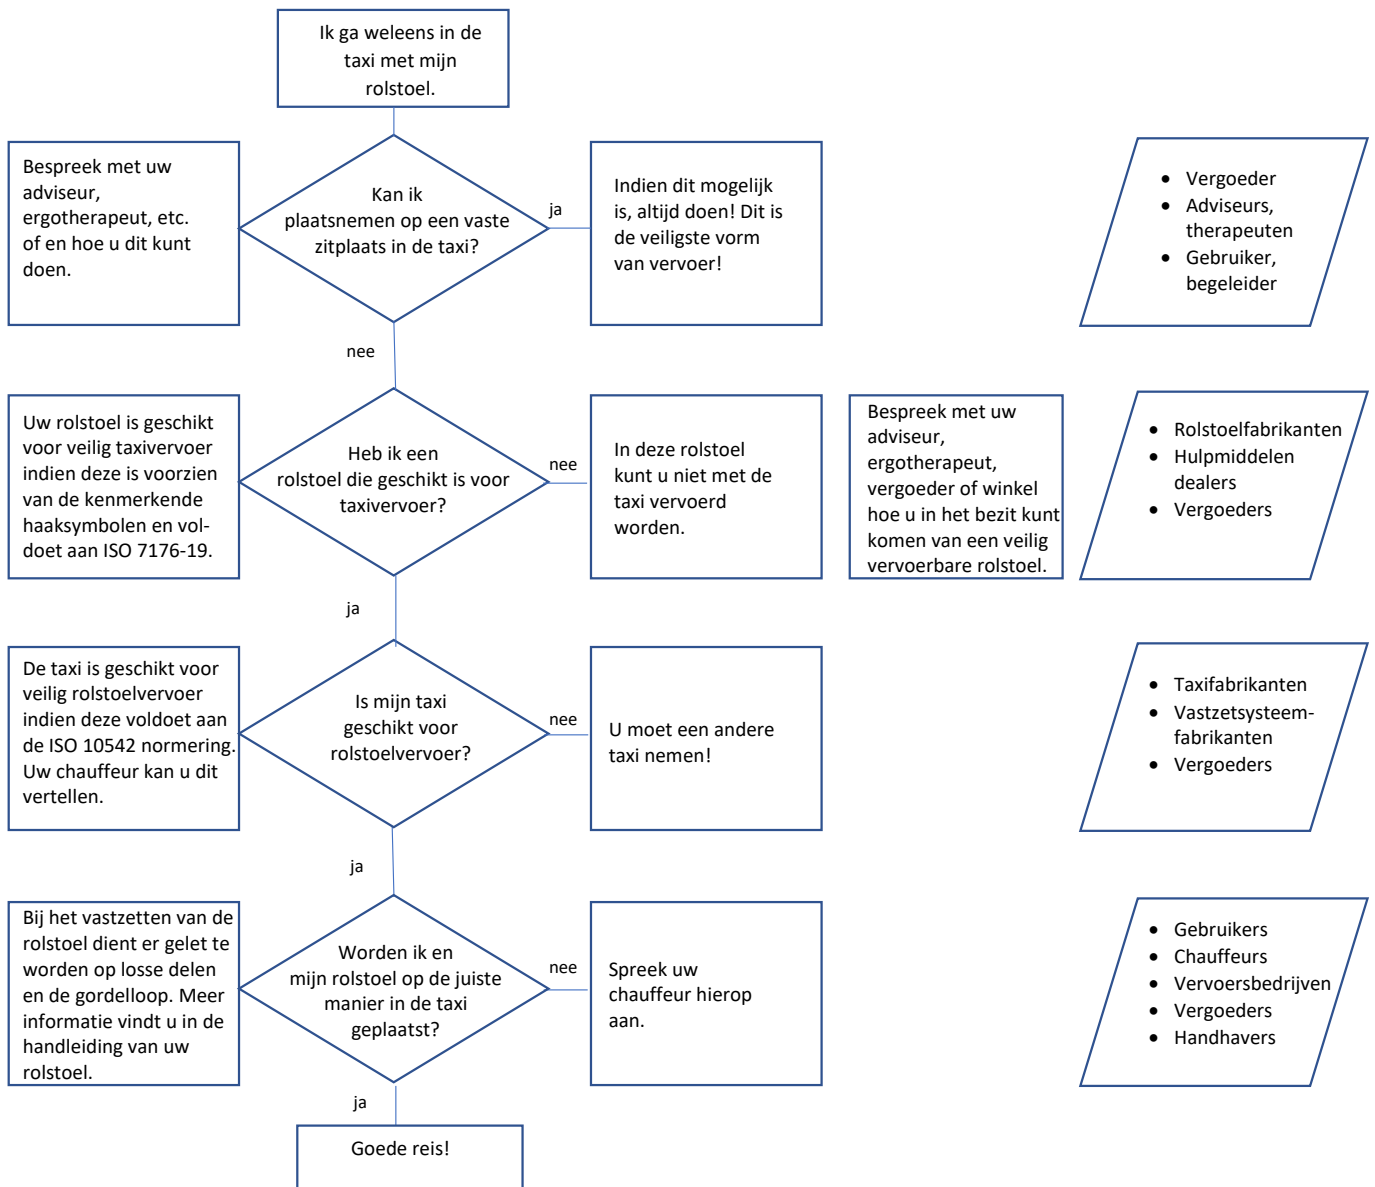 Ik ga weleens in de
taxi met mijn
rolstoel.
Bespreek met uw
adviseur,
ergotherapeut, etc.
of en hoe u dit kunt
doen.
Kan ik
plaatsnemen op een vaste
zitplaats in de taxi?
ja
Indien dit mogelijk
is, altijd doen! Dit is
de veiligste vorm
van vervoer!
• Vergoeder
• Adviseurs,
therapeuten
• Gebruiker,
begeleider
nee
Uw rolstoel is geschikt
voor veilig taxivervoer
indien deze is voorzien
van de kenmerkende
haaksymbolen en vol-
doet aan ISO 7176-19.
Heb ik een
rolstoel die geschikt is voor
taxivervoer?
nee
In deze rolstoel
kunt u niet met de
taxi vervoerd
worden.
Bespreek met uw
adviseur,
ergotherapeut,
vergoeder of winkel
hoe u in het bezit kunt
komen van een veilig
vervoerbare rolstoel.
• Rolstoelfabrikanten
• Hulpmiddelen
dealers
• Vergoeders
ja
De taxi is geschikt voor
veilig rolstoelvervoer
indien deze voldoet aan
de ISO 10542 normering.
Uw chauffeur kan u dit
vertellen.
Is mijn taxi
geschikt voor
rolstoelvervoer?
nee
U moet een andere
taxi nemen!
• Taxifabrikanten
• Vastzetsysteem-
fabrikanten
• Vergoeders
ja
Bij het vastzetten van de
rolstoel dient er gelet te
worden op losse delen
en de gordelloop. Meer
informatie vindt u in de
handleiding van uw
rolstoel.
Worden ik en
mijn rolstoel op de juiste
manier in de taxi
geplaatst?
nee
Spreek uw
chauffeur hierop
aan.
• Gebruikers
• Chauffeurs
• Vervoersbedrijven
• Vergoeders
• Handhavers
ja
Goede reis!